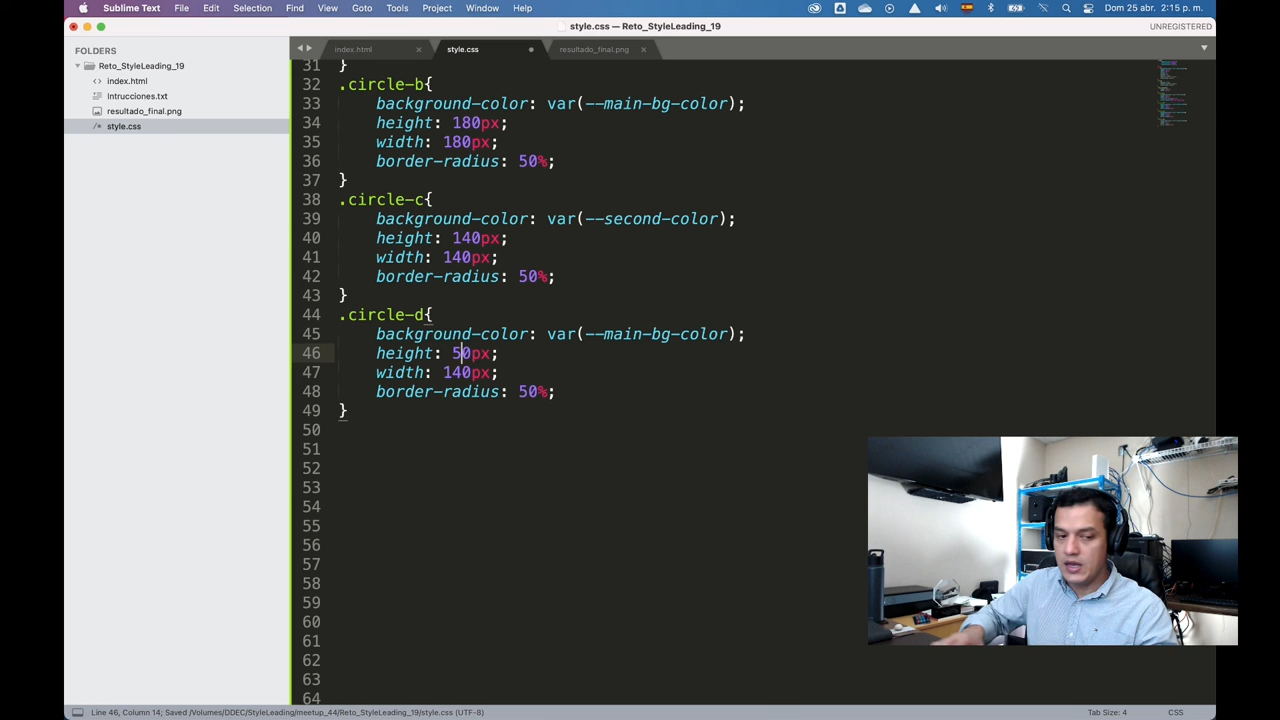 Sublime Text File Edit Selection Find View Goto Tools Project Window Help
Dom 25 abr. 2:15 p. m.
style.css — Reto_StyleLeading_19
UNREGISTERED
FOLDERS
Reto_StyleLeading_19
index.html
Intrucciones.txt
resultado_final.png
style.css
index.html
style.css
resultado_final.png
31 }
32 .circle-b{
33 background-color: var(--main-bg-color);
34 height: 180px;
35 width: 180px;
36 border-radius: 50%;
37 }
38 .circle-c{
39 background-color: var(--second-color);
40 height: 140px;
41 width: 140px;
42 border-radius: 50%;
43 }
44 .circle-d{
45 background-color: var(--main-bg-color);
46 height: 50px;
47 width: 140px;
48 border-radius: 50%;
49 }
50
51
52
53
54
55
56
57
58
59
60
61
62
63
64
Line 46, Column 14; Saved /Volumes/DDEC/StyleLeading/meetup_44/Reto_StyleLeading_19/style.css (UTF-8)
Tab Size: 4
CSS